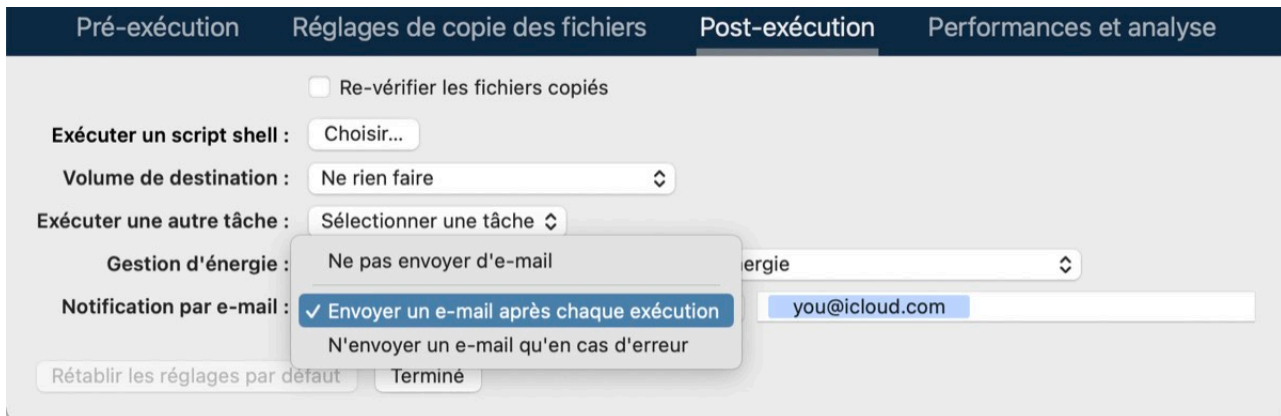 Pré-exécution Réglages de copie des fichiers Post-exécution Performances et analyse
Re-vérifier les fichiers copiés
Exécuter un script shell : Choisir...
Volume de destination : Ne rien faire
Exécuter une autre tâche : Sélectionner une tâche
Ne pas envoyer d'e-mail
Gestion d'énergie : ergie
Notification par e-mail : ✓ Envoyer un e-mail après chaque exécution you@icloud.com
N'envoyer un e-mail qu'en cas d'erreur
Rétablir les réglages par défaut Terminé